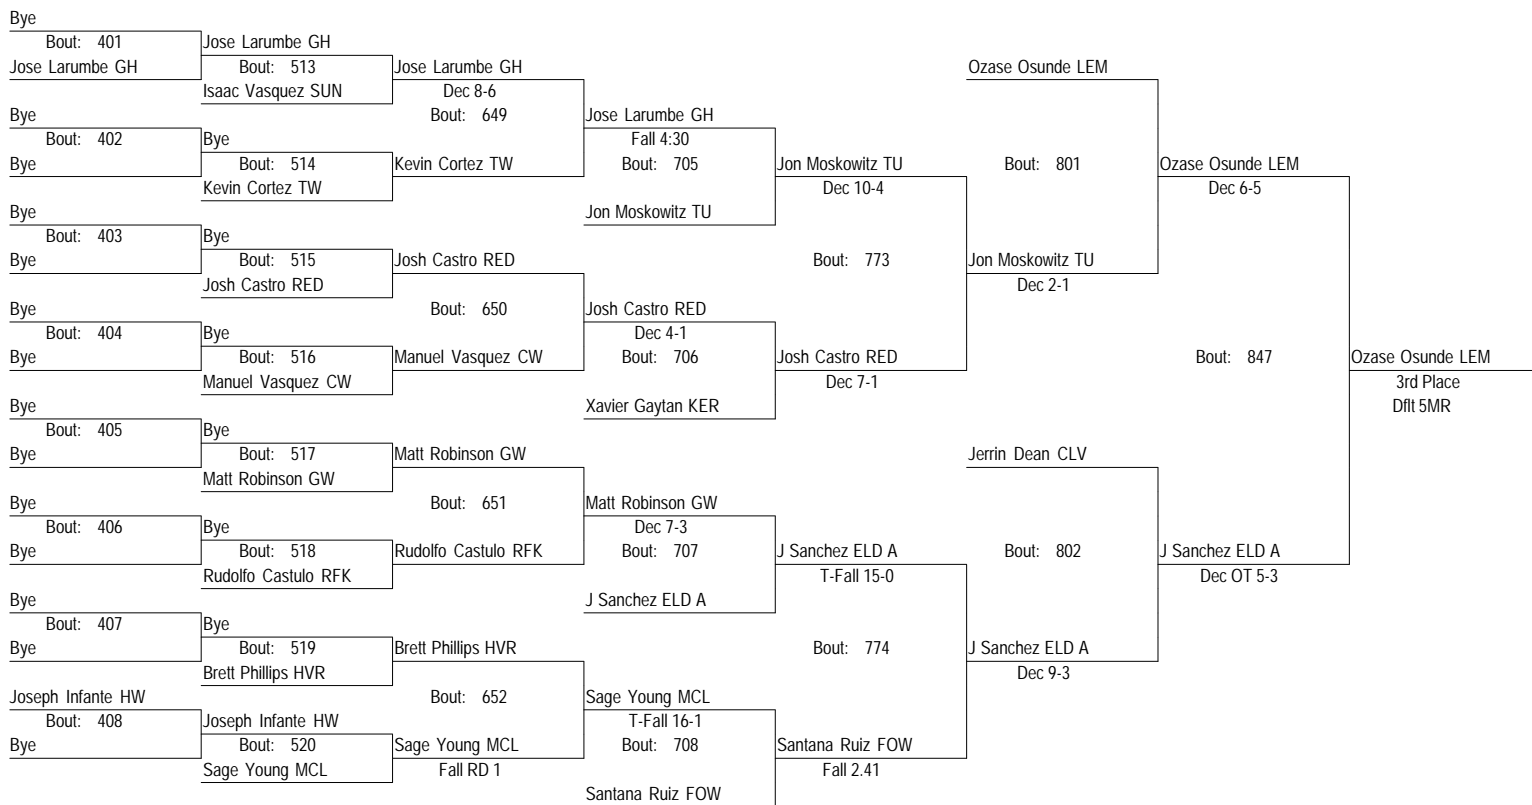 Bye
Bout: 401
Jose Larumbe GH
Jose Larumbe GH
Bout: 513
Isaac Vasquez SUN
Jose Larumbe GH
Dec 8-6
Bout: 649
Bye
Bout: 402
Bye
Bye
Bout: 514
Kevin Cortez TW
Kevin Cortez TW
Jose Larumbe GH
Fall 4:30
Bout: 705
Jon Moskowitz TU
Jon Moskowitz TU
Dec 10-4
Bye
Bout: 403
Bye
Bye
Bout: 515
Josh Castro RED
Josh Castro RED
Bout: 650
Bye
Bout: 404
Bye
Bye
Bout: 516
Manuel Vasquez CW
Manuel Vasquez CW
Josh Castro RED
Dec 4-1
Bout: 706
Xavier Gaytan KER
Josh Castro RED
Dec 7-1
Bout: 773
Ozase Osunde LEM
Bout: 801
Jon Moskowitz TU
Dec 2-1
Ozase Osunde LEM
Dec 6-5
Bye
Bout: 405
Bye
Bye
Bout: 517
Matt Robinson GW
Matt Robinson GW
Bout: 651
Bye
Bout: 406
Bye
Bye
Bout: 518
Rudolfo Castulo RFK
Rudolfo Castulo RFK
Matt Robinson GW
Dec 7-3
Bout: 707
J Sanchez ELD A
J Sanchez ELD A
T-Fall 15-0
Bye
Bout: 407
Bye
Bye
Bout: 519
Brett Phillips HVR
Brett Phillips HVR
Bout: 652
Joseph Infante HW
Bout: 408
Bye
Joseph Infante HW
Bout: 520
Sage Young MCL
Sage Young MCL
Fall RD 1
Sage Young MCL
T-Fall 16-1
Bout: 708
Santana Ruiz FOW
Santana Ruiz FOW
Fall 2.41
Bout: 774
Jerrin Dean CLV
Bout: 802
J Sanchez ELD A
Dec 9-3
J Sanchez ELD A
Dec OT 5-3
Bout: 847
Ozase Osunde LEM
3rd Place
Dflt 5MR